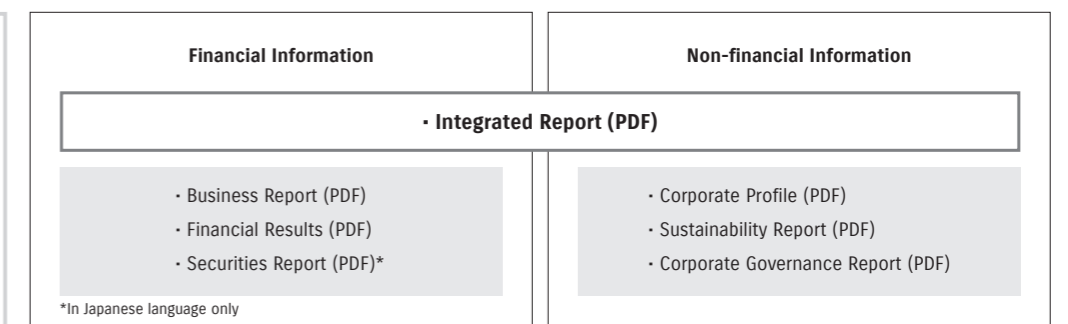 Financial Information
Non-financial Information
· Integrated Report (PDF)
· Business Report (PDF)
· Financial Results (PDF)
· Securities Report (PDF)*
*In Japanese language only
· Corporate Profile (PDF)
· Sustainability Report (PDF)
· Corporate Governance Report (PDF)